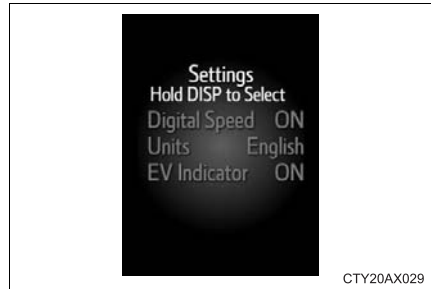 Settings
Hold DISP to Select
Digital Speed ON
Units English
EV Indicator ON
CTY20AX029